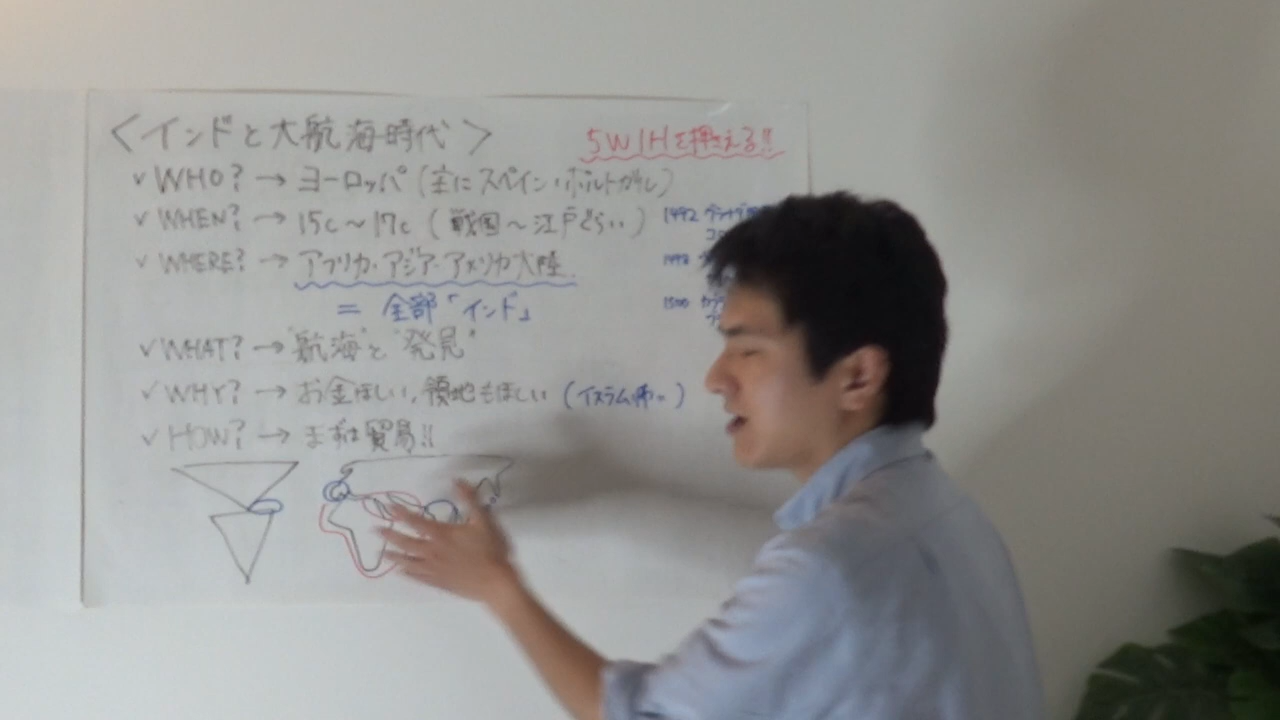 <インドと大航海時代>
5W1Hを押さえる!!
✓ WHO? → ヨーロッパ (主にスペイン・ポルトガル)
✓ WHEN? → 15c～17c (戦国～江戸ぐらい)
1492
✓ WHERE? → アフリカ・アジア・アメリカ大陸
1498
= 全部「インド」
1500
✓ WHAT? → "航海"と"発見"
✓ WHY? → お金ほしい, 領地もほしい (イスラム
✓ HOW? → まずは貿易!!